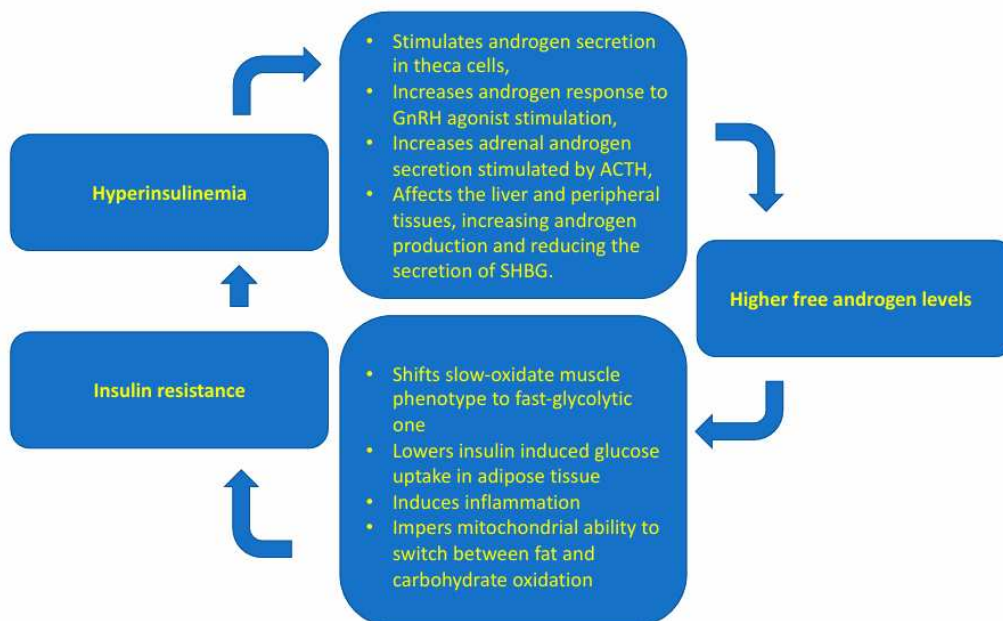 • Stimulates androgen secretion
in theca cells,
• Increases androgen response to
GnRH agonist stimulation,
• Increases adrenal androgen
secretion stimulated by ACTH,
• Affects the liver and peripheral
tissues, increasing androgen
production and reducing the
secretion of SHBG.
Hyperinsulinemia
Higher free androgen levels
Insulin resistance
• Shifts slow-oxidate muscle
phenotype to fast-glycolytic
one
• Lowers insulin induced glucose
uptake in adipose tissue
• Induces inflammation
• Impers mitochondrial ability to
switch between fat and
carbohydrate oxidation